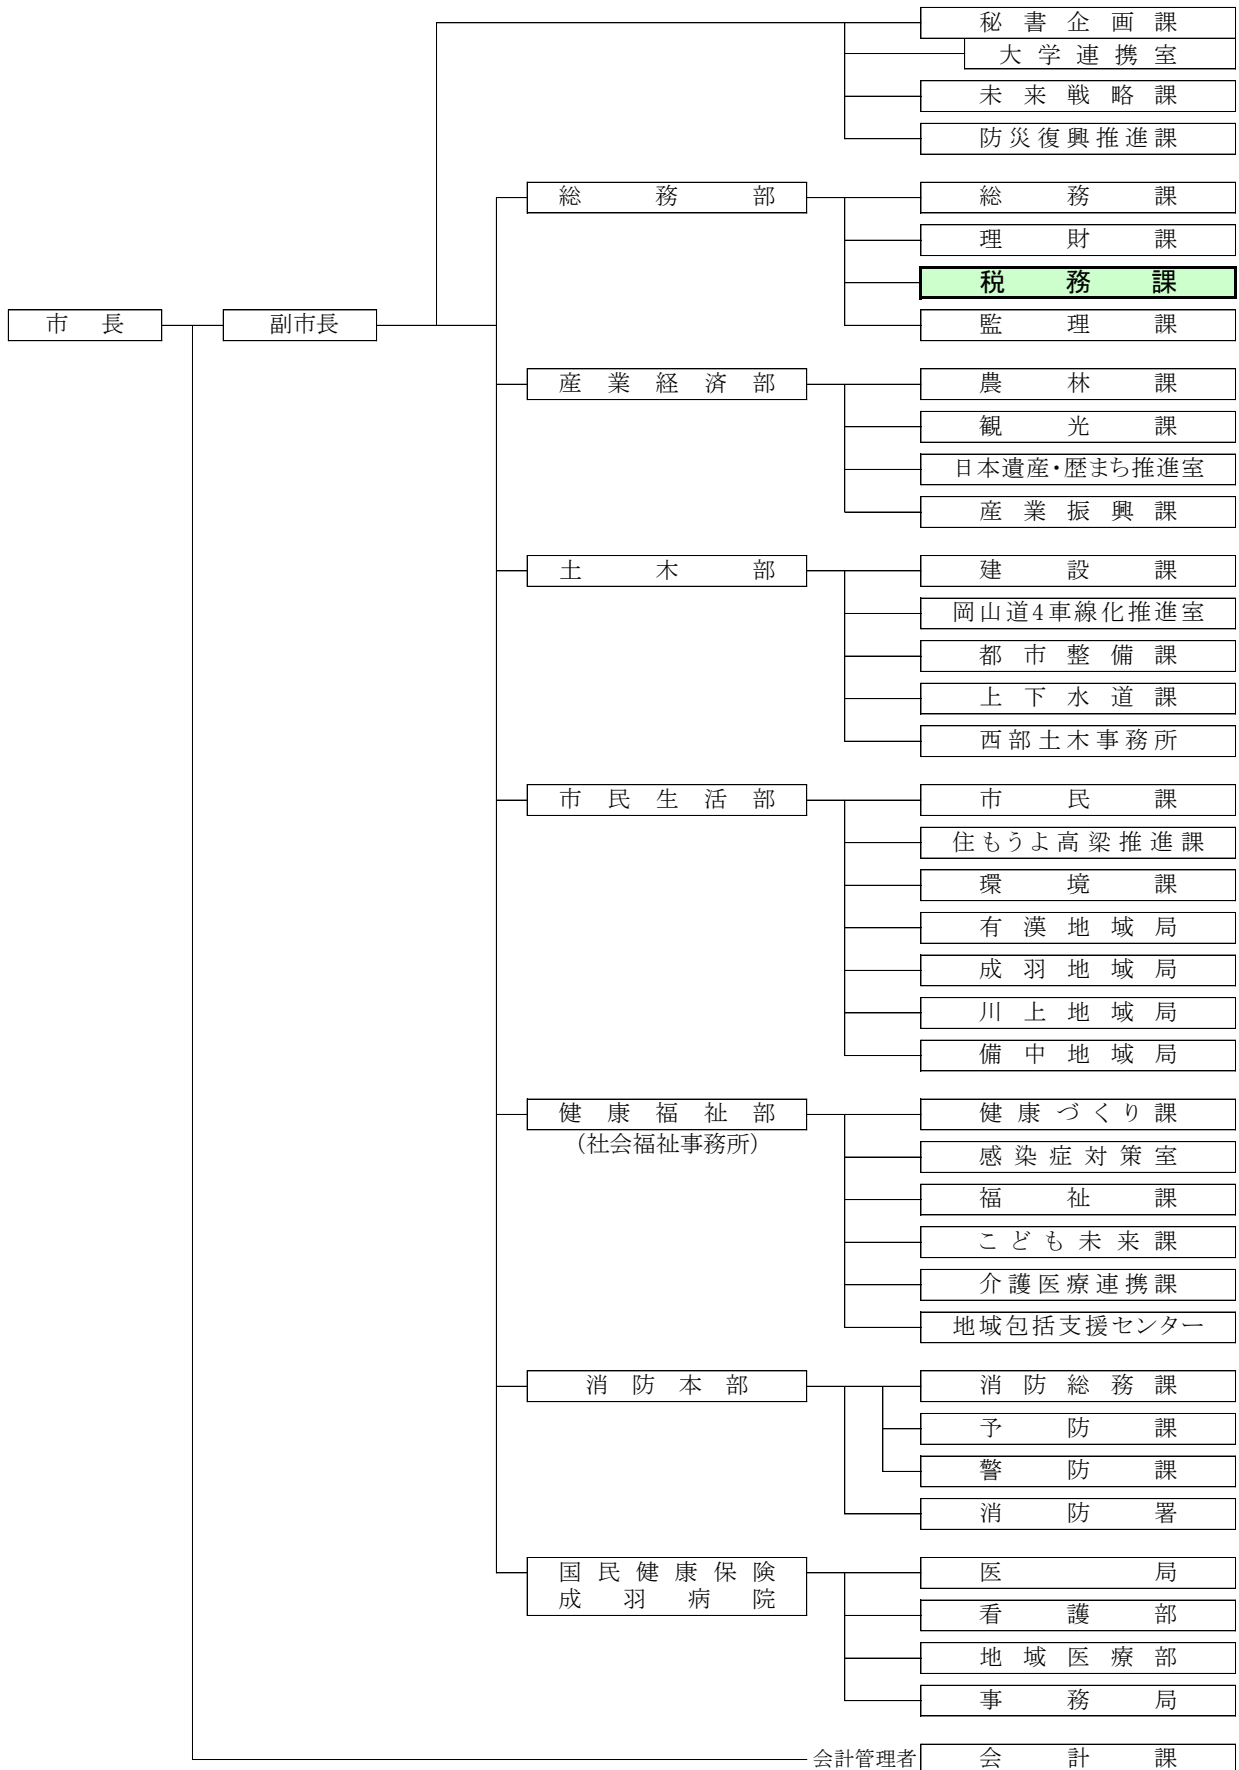 秘書企画課
大学連携室
未来戦略課
防災復興推進課
総務部
総務課
理財課
税務課
市長
副市長
監理課
産業経済部
農林課
観光課
日本遺産・歴まち推進室
産業振興課
土木部
建設課
岡山道4車線化推進室
都市整備課
上下水道課
西部土木事務所
市民生活部
市民課
住もうよ高梁推進課
環境課
有漢地域局
成羽地域局
川上地域局
備中地域局
健康福祉部
(社会福祉事務所)
健康づくり課
感染症対策室
福祉課
こども未来課
介護医療連携課
地域包括支援センター
消防本部
消防総務課
予防課
警防課
消防署
国民健康保険
成羽病院
医局
看護部
地域医療部
事務局
会計管理者
会計課